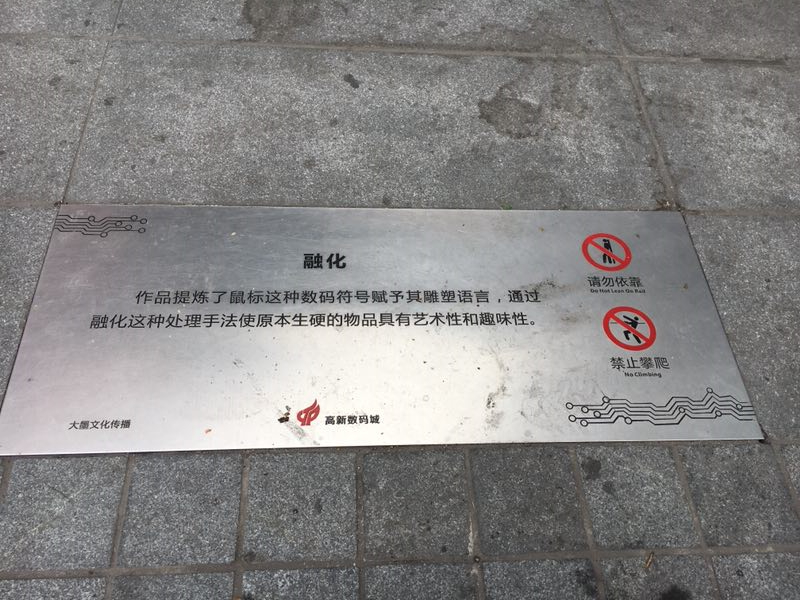 融化
作品提炼了鼠标这种数码符号赋予其雕塑语言，通过
融化这种处理手法使原本生硬的物品具有艺术性和趣味性。
请勿依靠
Do Not Lean On Rail
禁止攀爬
No Climbing
大墨文化传播
高新数码城